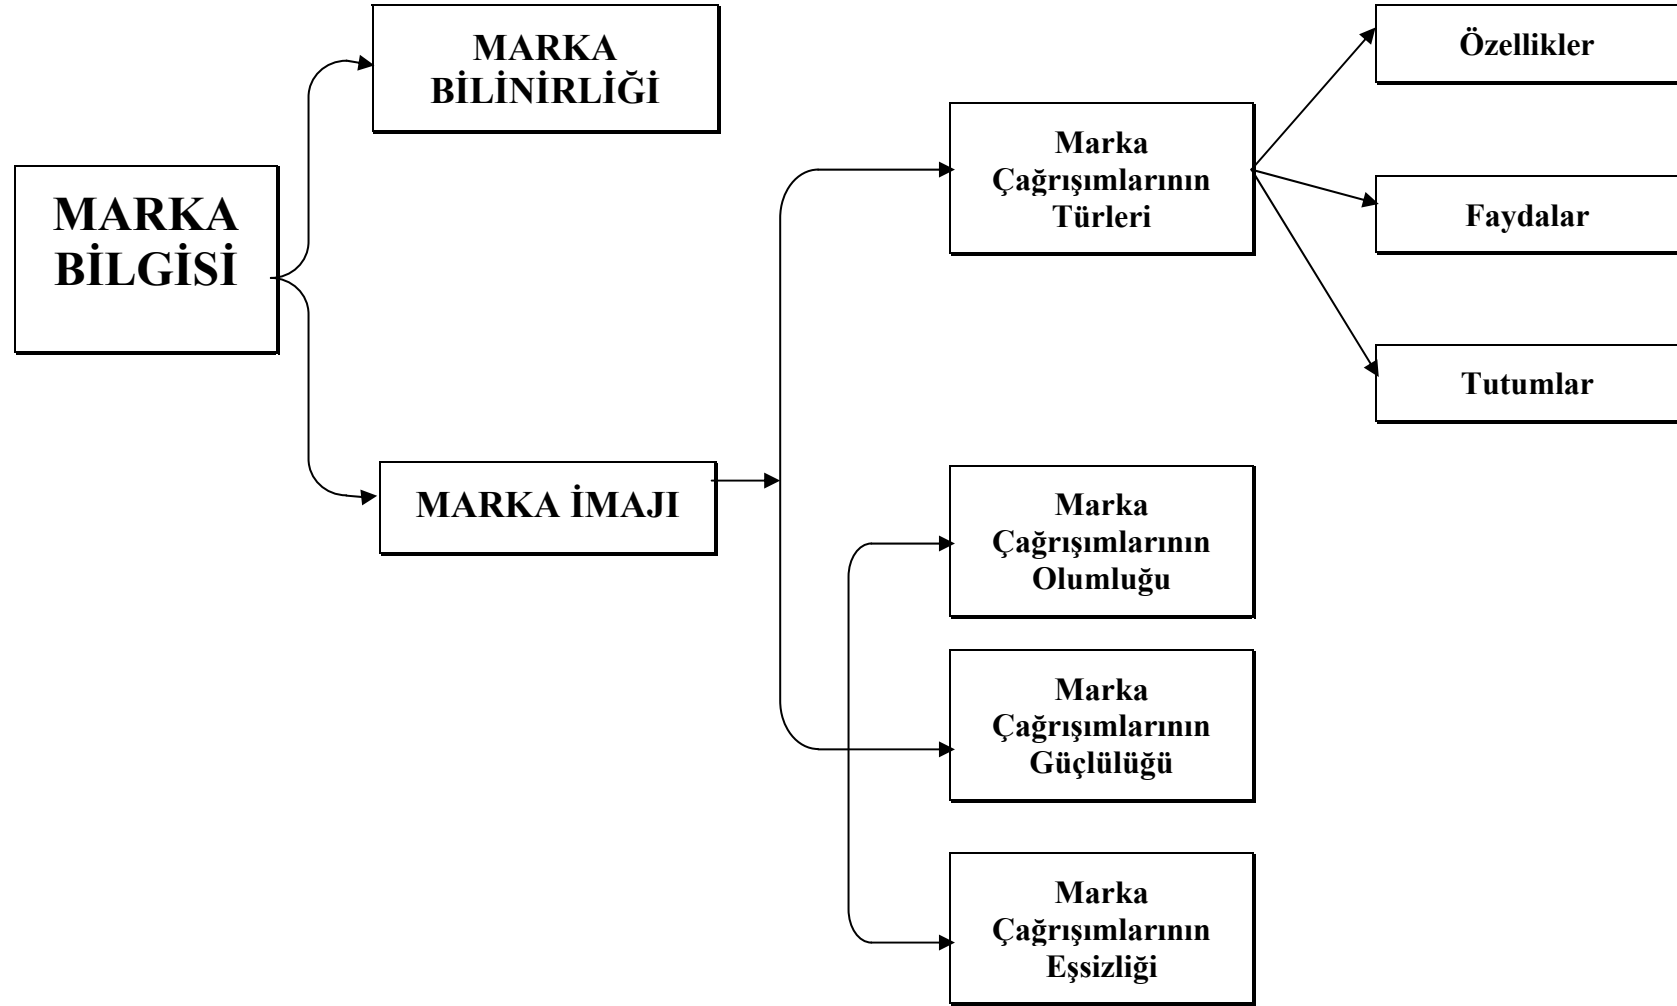 MARKA
BİLİNİRLİĞİ
MARKA
BİLGİSİ
MARKA İMAJI
Marka
Çağrışımlarının
Türleri
Özellikler
Faydalar
Tutumlar
Marka
Çağrışımlarının
Olumluğu
Marka
Çağrışımlarının
Güçlülüğü
Marka
Çağrışımlarının
Eşsizliği